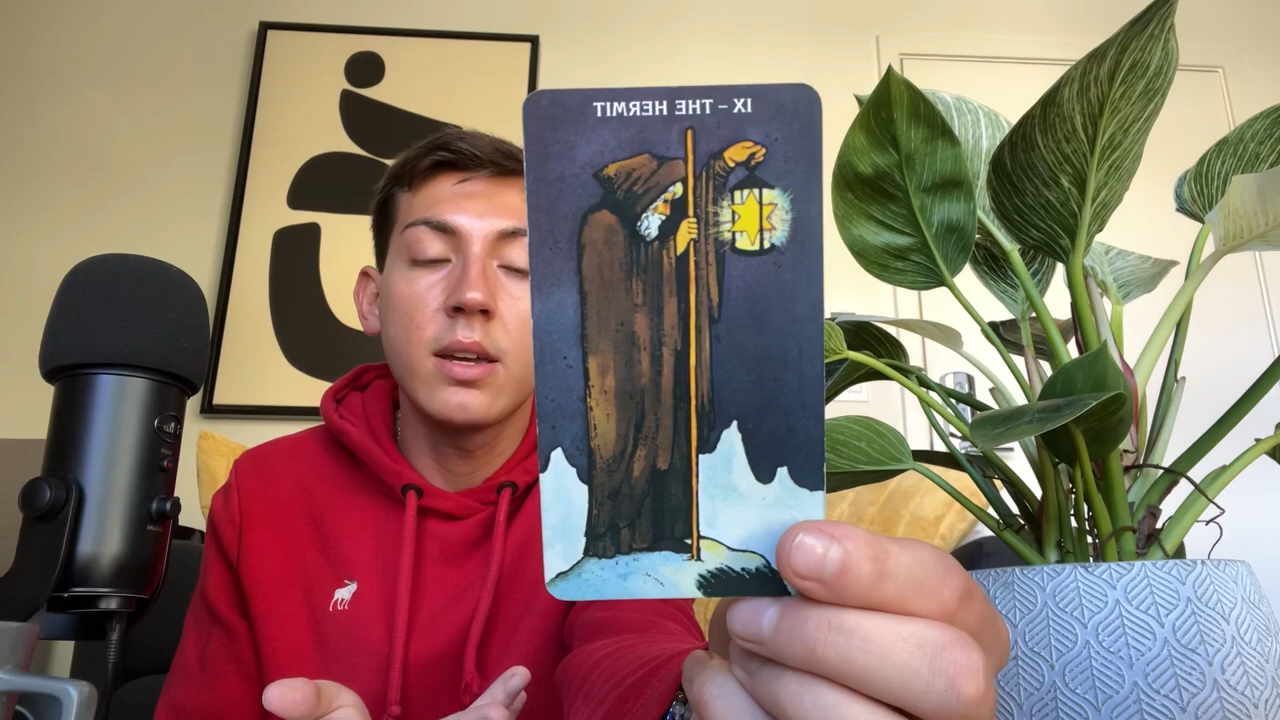 IX – THE HERMIT